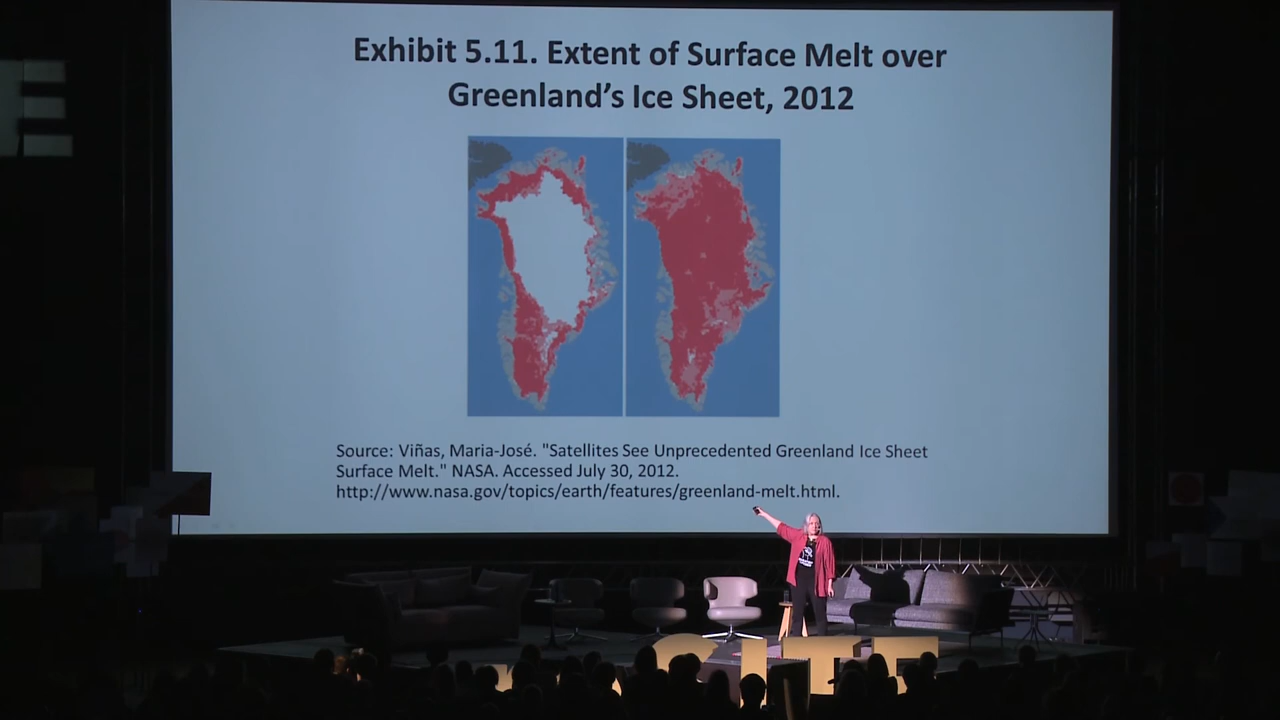 Exhibit 5.11. Extent of Surface Melt over
Greenland’s Ice Sheet, 2012
Source: Viñas, Maria-José. "Satellites See Unprecedented Greenland Ice Sheet
Surface Melt." NASA. Accessed July 30, 2012.
http://www.nasa.gov/topics/earth/features/greenland-melt.html.